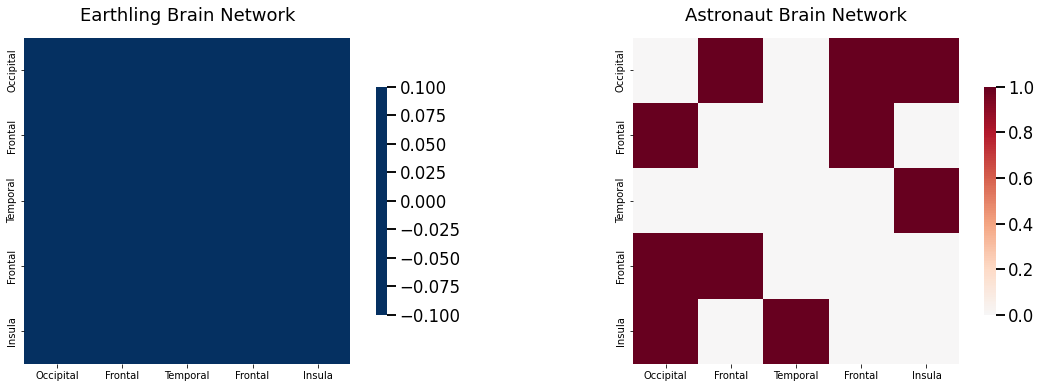 Earthling Brain Network
Occipital
Frontal
Temporal
Frontal
Insula
Occipital Frontal Temporal Frontal Insula
0.100
0.075
0.050
0.025
0.000
−0.025
−0.050
−0.075
−0.100
Astronaut Brain Network
Occipital
Frontal
Temporal
Frontal
Insula
Occipital Frontal Temporal Frontal Insula
1.0
0.8
0.6
0.4
0.2
0.0